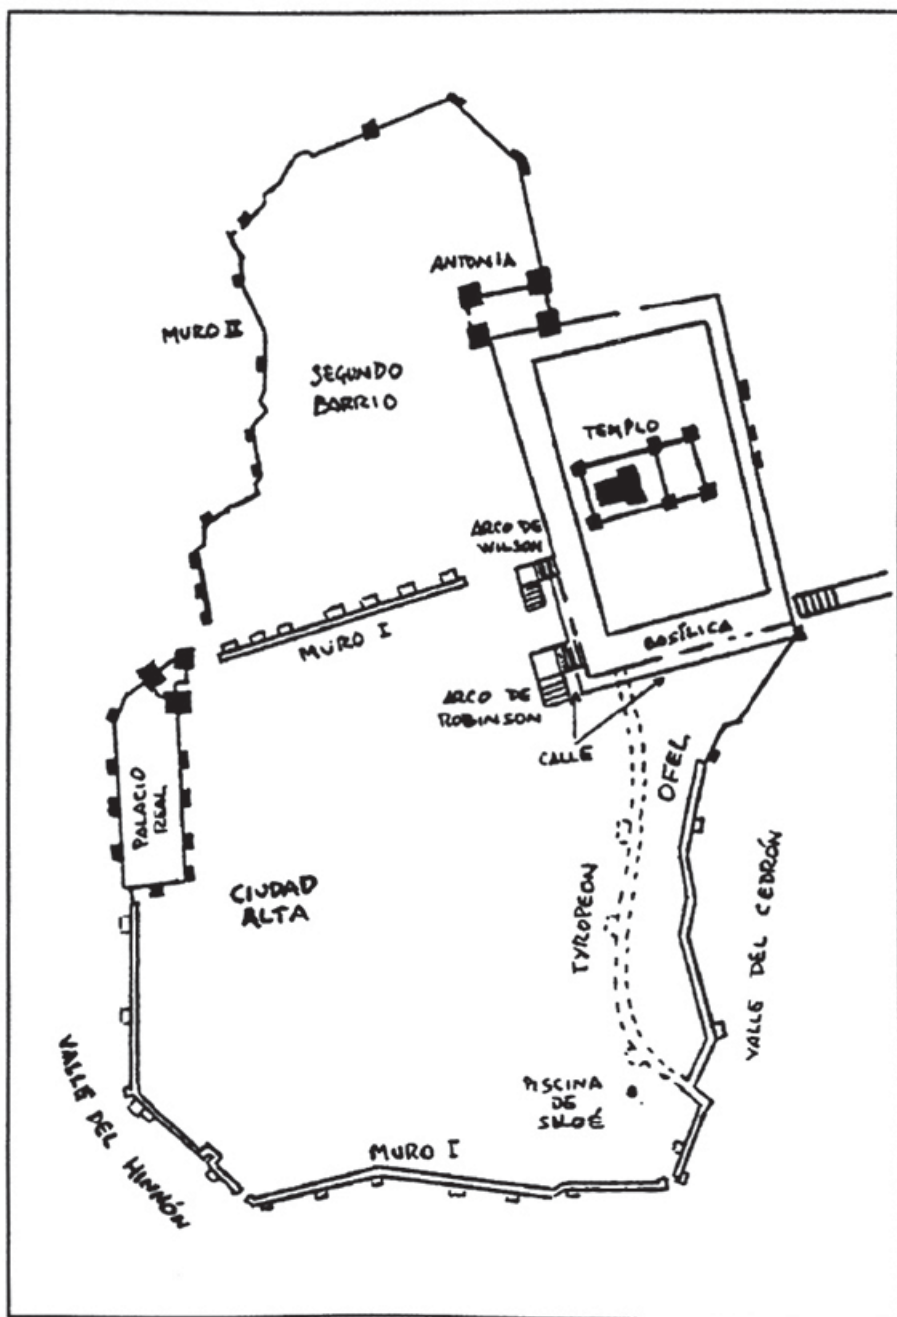 ANTONIA
MURO II
SEGUNDO
BARRIO
TEMPLO
ARCO DE
WILSON
MURO I
BASÍLICA
ARCO DE
ROBINSON
CALLE
OFEL
PALACIO
REAL
CIUDAD
ALTA
TYROPEON
VALLE DEL CEDRÓN
VALLE DEL HINNÓN
PISCINA
DE
SILOÉ
MURO I